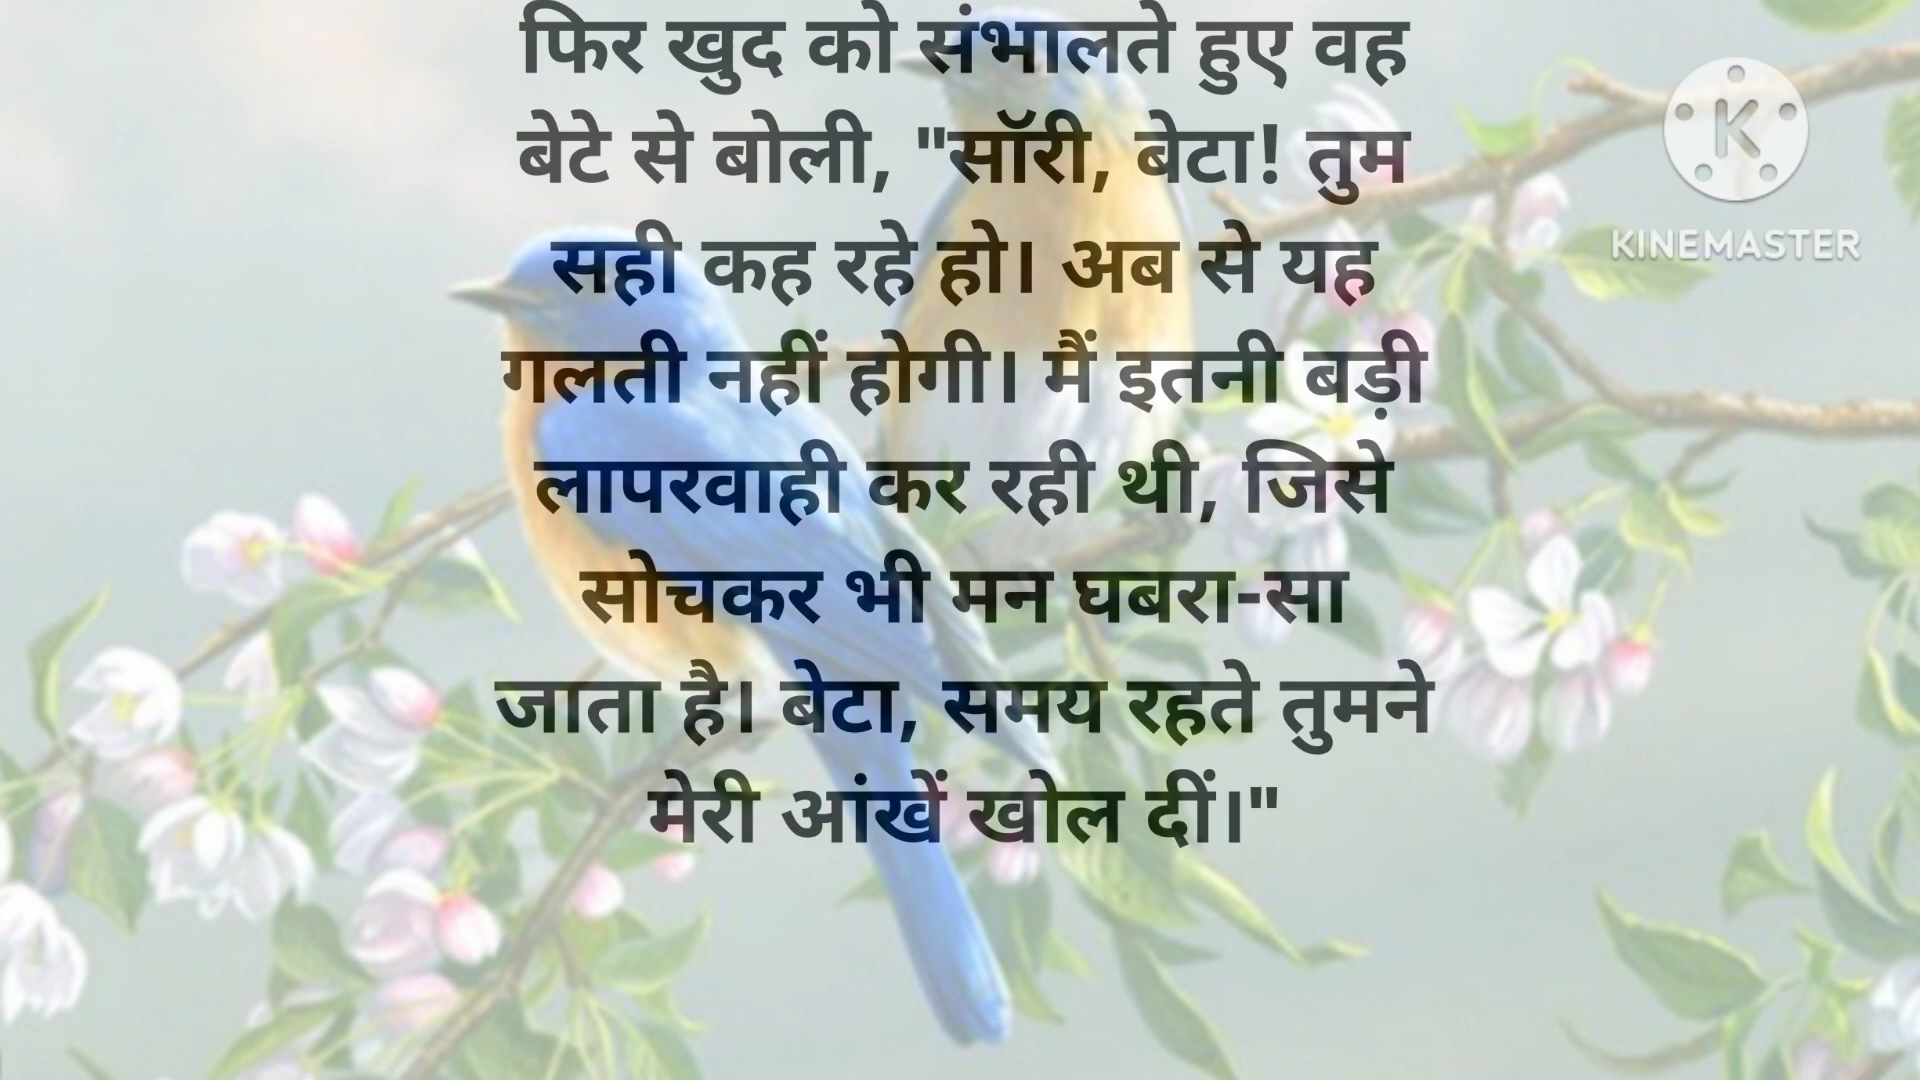 फिर खुद को संभालते हुए वह
बेटे से बोली, "सॉरी, बेटा! तुम
सही कह रहे हो। अब से यह
गलती नहीं होगी। मैं इतनी बड़ी
लापरवाही कर रही थी, जिसे
सोचकर भी मन घबरा-सा
जाता है। बेटा, समय रहते तुमने
मेरी आंखें खोल दीं।"
K
KINEMASTER